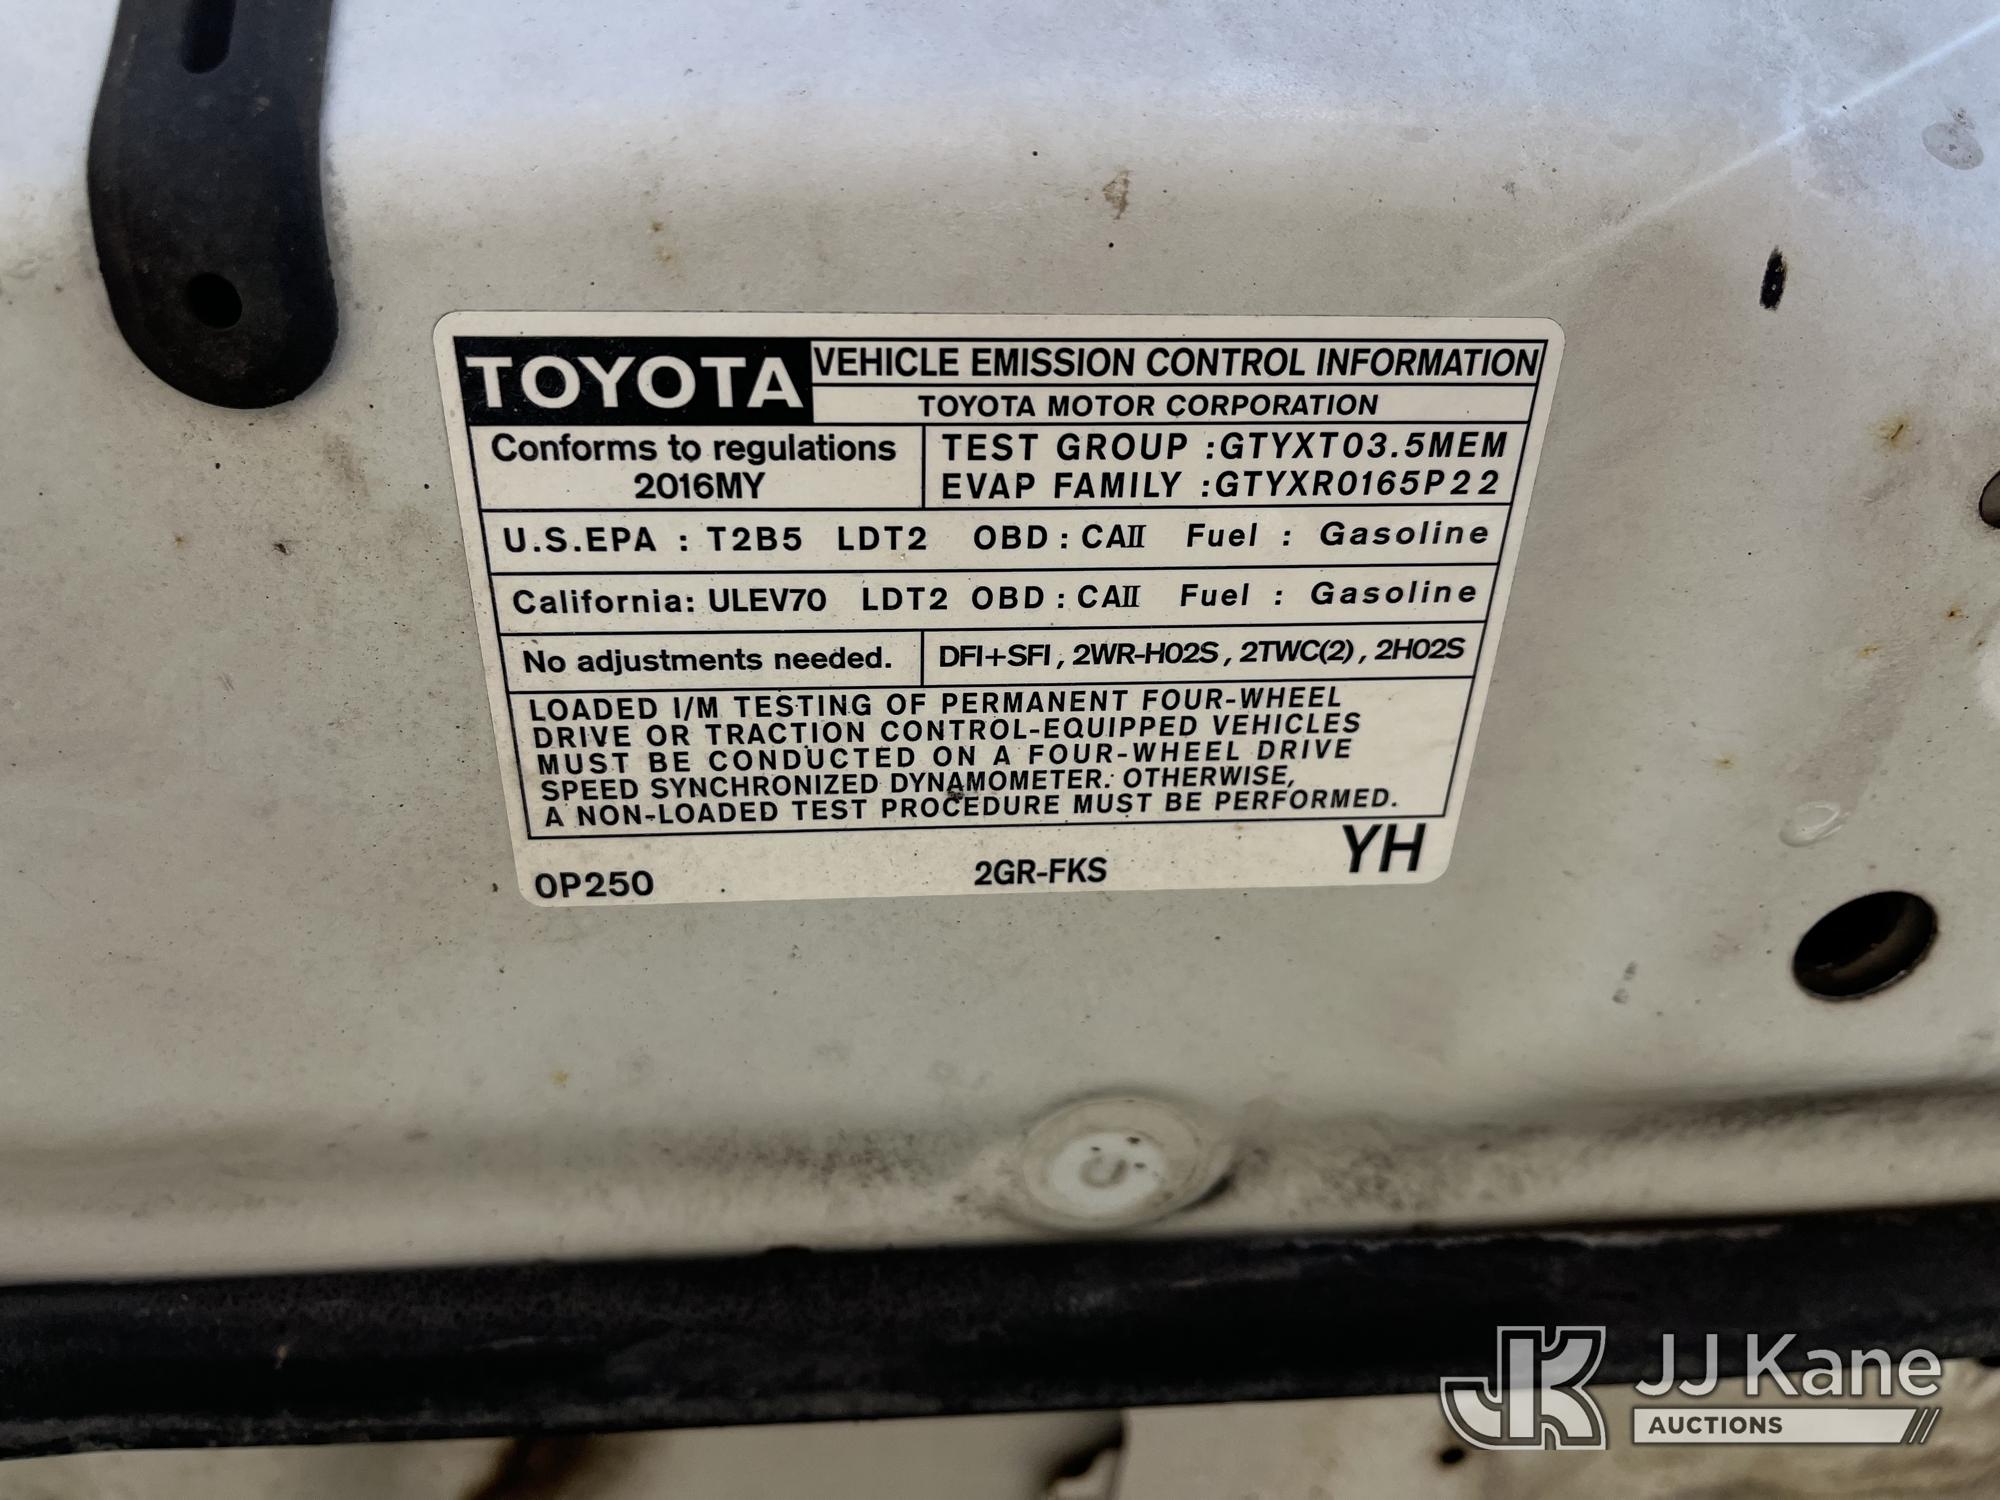 TOYOTA
VEHICLE EMISSION CONTROL INFORMATION
TOYOTA MOTOR CORPORATION
Conforms to regulations
2016MY
TEST GROUP :GTYXT03.5MEM
EVAP FAMILY :GTYXR0165P22
U.S.EPA : T2B5 LDT2 OBD : CAⅡ Fuel : Gasoline
California: ULEV70 LDT2 OBD : CAⅡ Fuel : Gasoline
No adjustments needed.
DFI+SFI, 2WR-HO2S, 2TWC(2), 2HO2S
LOADED I/M TESTING OF PERMANENT FOUR-WHEEL
DRIVE OR TRACTION CONTROL-EQUIPPED VEHICLES
MUST BE CONDUCTED ON A FOUR-WHEEL DRIVE
SPEED SYNCHRONIZED DYNAMOMETER. OTHERWISE,
A NON-LOADED TEST PROCEDURE MUST BE PERFORMED.
0P250
2GR-FKS
YH
JK
JJ Kane
AUCTIONS